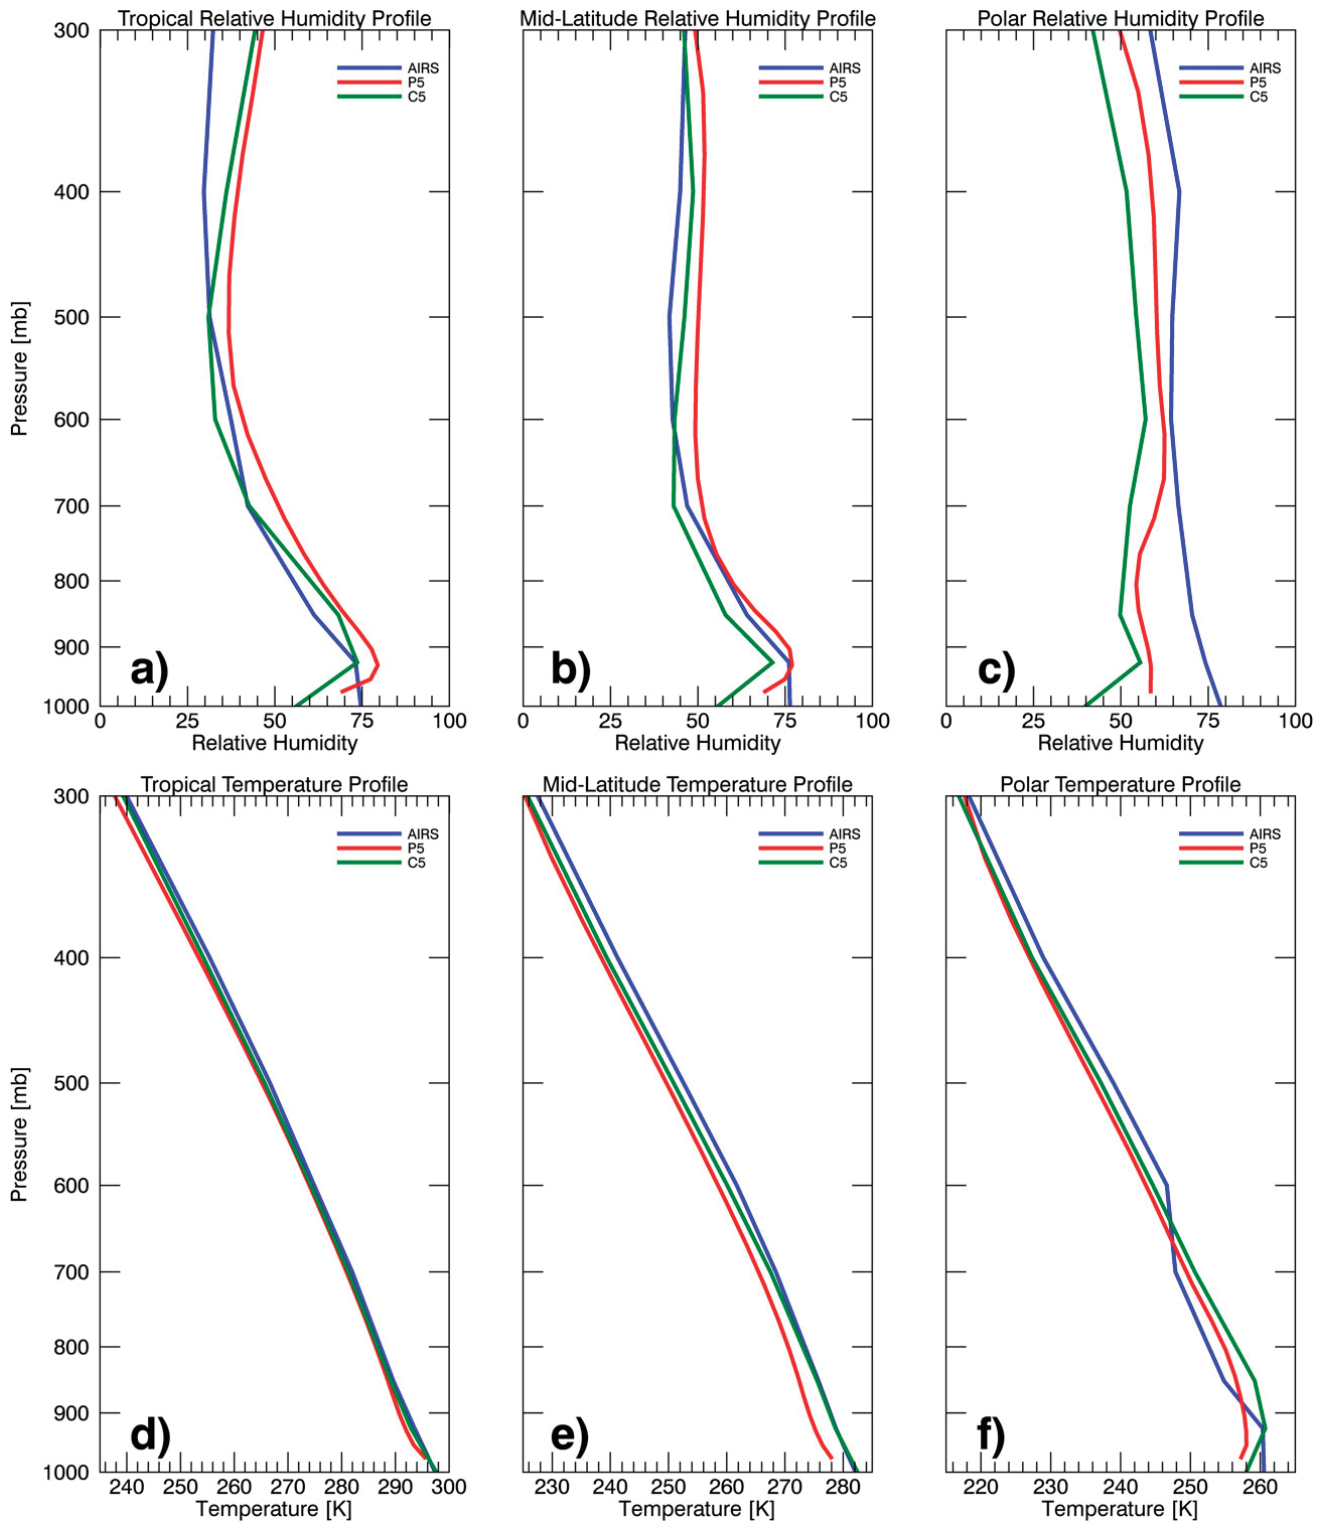 Tropical Relative Humidity Profile
Mid-Latitude Relative Humidity Profile
Polar Relative Humidity Profile
300
400
500
600
700
800
900
1000
Pressure [mb]
AIRS
P5
C5
a)
0 25 50 75 100
Relative Humidity
AIRS
P5
C5
b)
0 25 50 75 100
Relative Humidity
AIRS
P5
C5
c)
0 25 50 75 100
Relative Humidity
Tropical Temperature Profile
Mid-Latitude Temperature Profile
Polar Temperature Profile
300
400
500
600
700
800
900
1000
Pressure [mb]
AIRS
P5
C5
d)
240 250 260 270 280 290 300
Temperature [K]
AIRS
P5
C5
e)
230 240 250 260 270 280
Temperature [K]
AIRS
P5
C5
f)
220 230 240 250 260
Temperature [K]